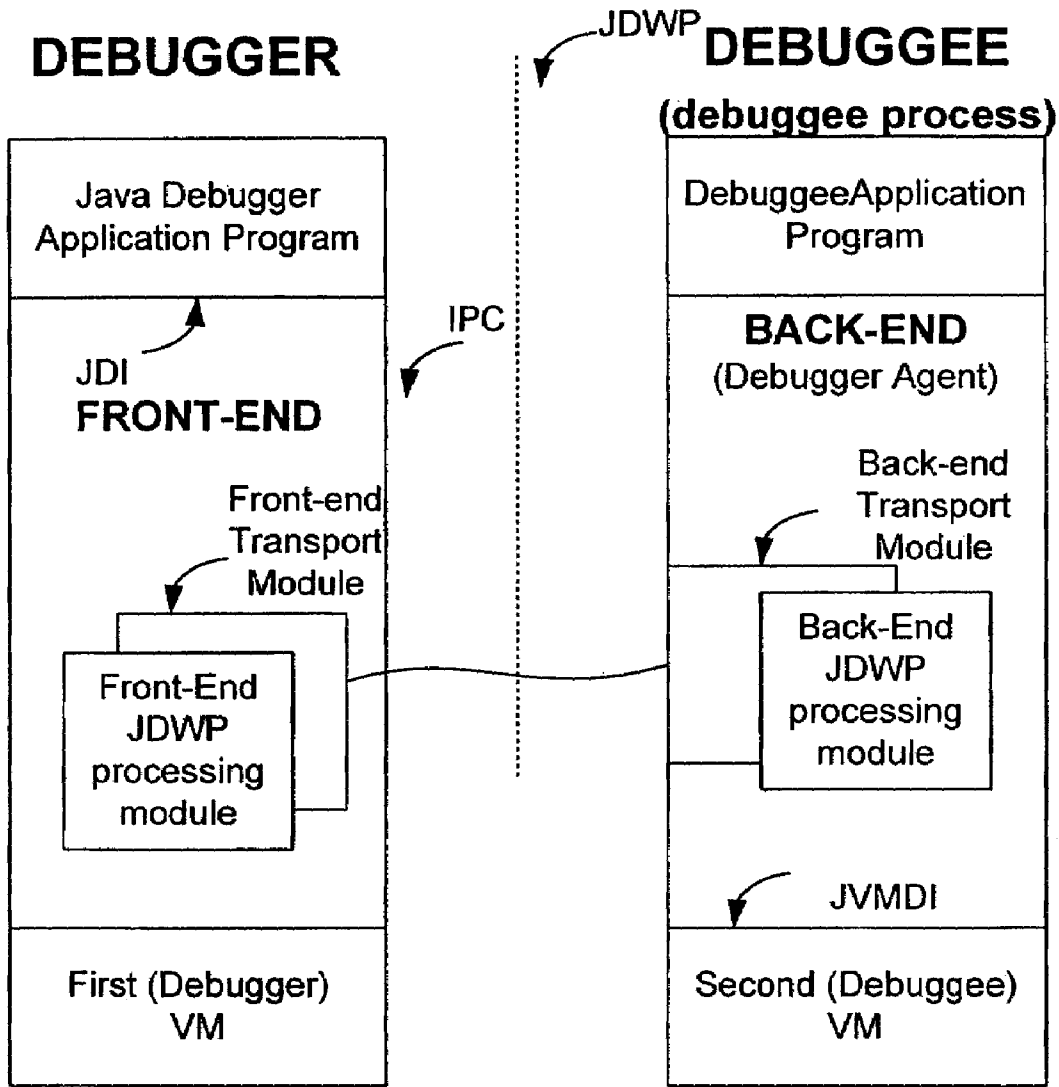 JDWP
DEBUGGER
DEBUGGEE
(debuggee process)
Java Debugger
Application Program
DebuggeeApplication
Program
JDI
FRONT-END
IPC
BACK-END
(Debugger Agent)
Front-end
Transport
Module
Back-end
Transport
Module
Front-End
JDWP
processing
module
Back-End
JDWP
processing
module
JVMDI
First (Debugger)
VM
Second (Debuggee)
VM